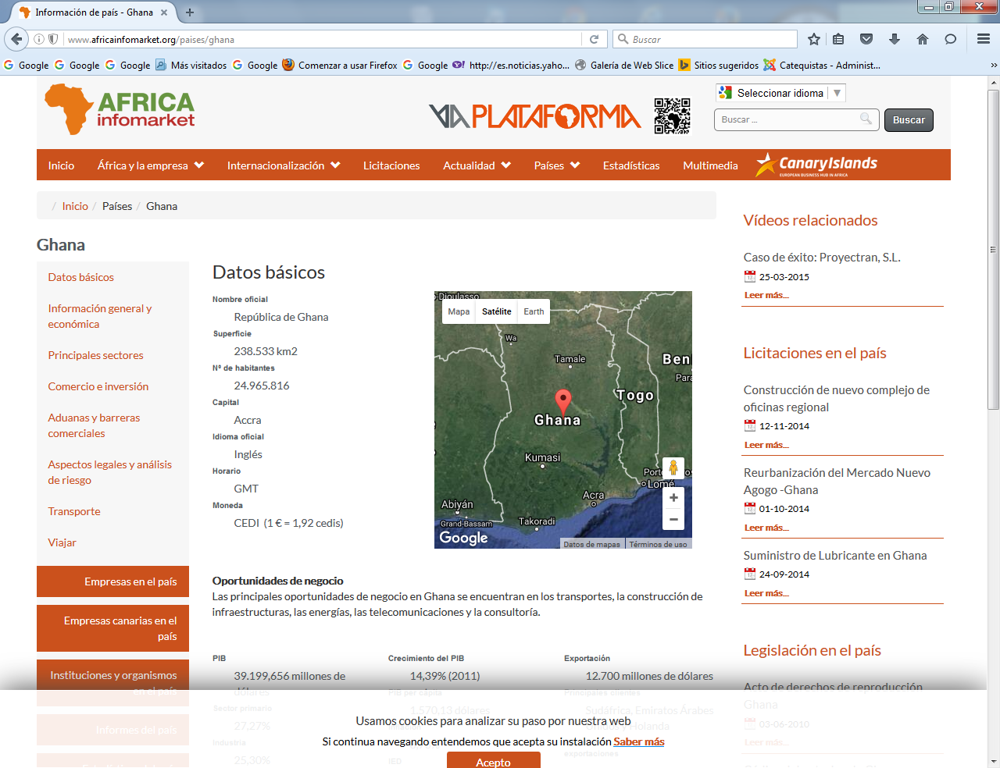 Información de país - Ghana
www.africainfomarket.org/paises/ghana
Buscar
Google
Google
Google
Más visitados
Google
Comenzar a usar Firefox
Google
http://es.noticias.yaho...
Galería de Web Slice
Sitios sugeridos
Catequistas - Administ...
AFRICA
infomarket
VIA PLATAFORMA
Seleccionar idioma
Buscar ...
Buscar
Inicio
África y la empresa
Internacionalización
Licitaciones
Actualidad
Países
Estadísticas
Multimedia
CanaryIslands
EUROPEAN BUSINESS HUB IN AFRICA
/ Inicio / Países / Ghana
Ghana
Datos básicos
Información general y
económica
Principales sectores
Comercio e inversión
Aduanas y barreras
comerciales
Aspectos legales y análisis
de riesgo
Transporte
Viajar
Empresas en el país
Empresas canarias en el
país
Instituciones y organismos
en el país
Informes del país
Datos básicos
Nombre oficial
República de Ghana
Superficie
238.533 km2
Nº de habitantes
24.965.816
Capital
Accra
Idioma oficial
Inglés
Horario
GMT
Moneda
CEDI (1 € = 1,92 cedis)
Mapa
Satélite
Earth
Wa
Tamale
Togo
Ghana
Kumasi
Lomé
Acra
Abiyán
Grand-Bassam
Takoradi
Google
Datos de mapas
Términos de uso
Oportunidades de negocio
Las principales oportunidades de negocio en Ghana se encuentran en los transportes, la construcción de
infraestructuras, las energías, las telecomunicaciones y la consultoría.
PIB
39.199,656 millones de
dólares
Sector primario
27,27%
Industria
25,30%
Crecimiento del PIB
14,39% (2011)
PIB per cápita
1.570,13 dólares
IED
Exportación
12.700 millones de dólares
Principales clientes
Sudáfrica, Emiratos Árabes
y Holanda
exportaciones
Vídeos relacionados
Caso de éxito: Proyectran, S.L.
25-03-2015
Leer más...
Licitaciones en el país
Construcción de nuevo complejo de
oficinas regional
12-11-2014
Leer más...
Reurbanización del Mercado Nuevo
Agogo -Ghana
01-10-2014
Leer más...
Suministro de Lubricante en Ghana
24-09-2014
Leer más...
Legislación en el país
Acto de derechos de reproducción
Ghana
03-06-2010
Leer más...
Usamos cookies para analizar su paso por nuestra web
Si continua navegando entendemos que acepta su instalación Saber más
Acepto